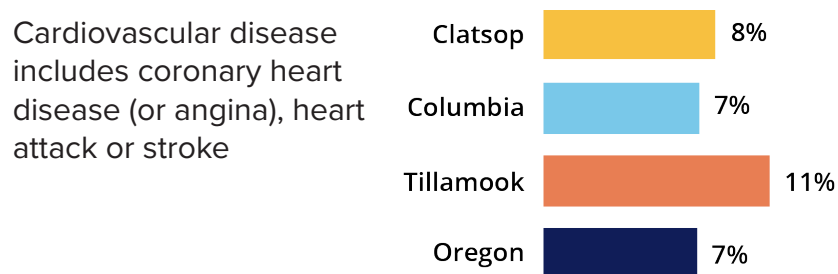 Cardiovascular disease
includes coronary heart
disease (or angina), heart
attack or stroke
Clatsop 8%
Columbia 7%
Tillamook 11%
Oregon 7%